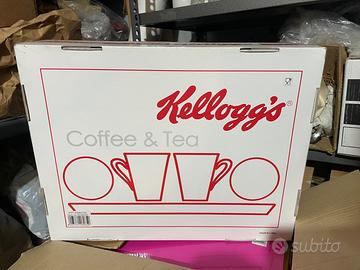 Kellogg's®
Coffee & Tea
subito